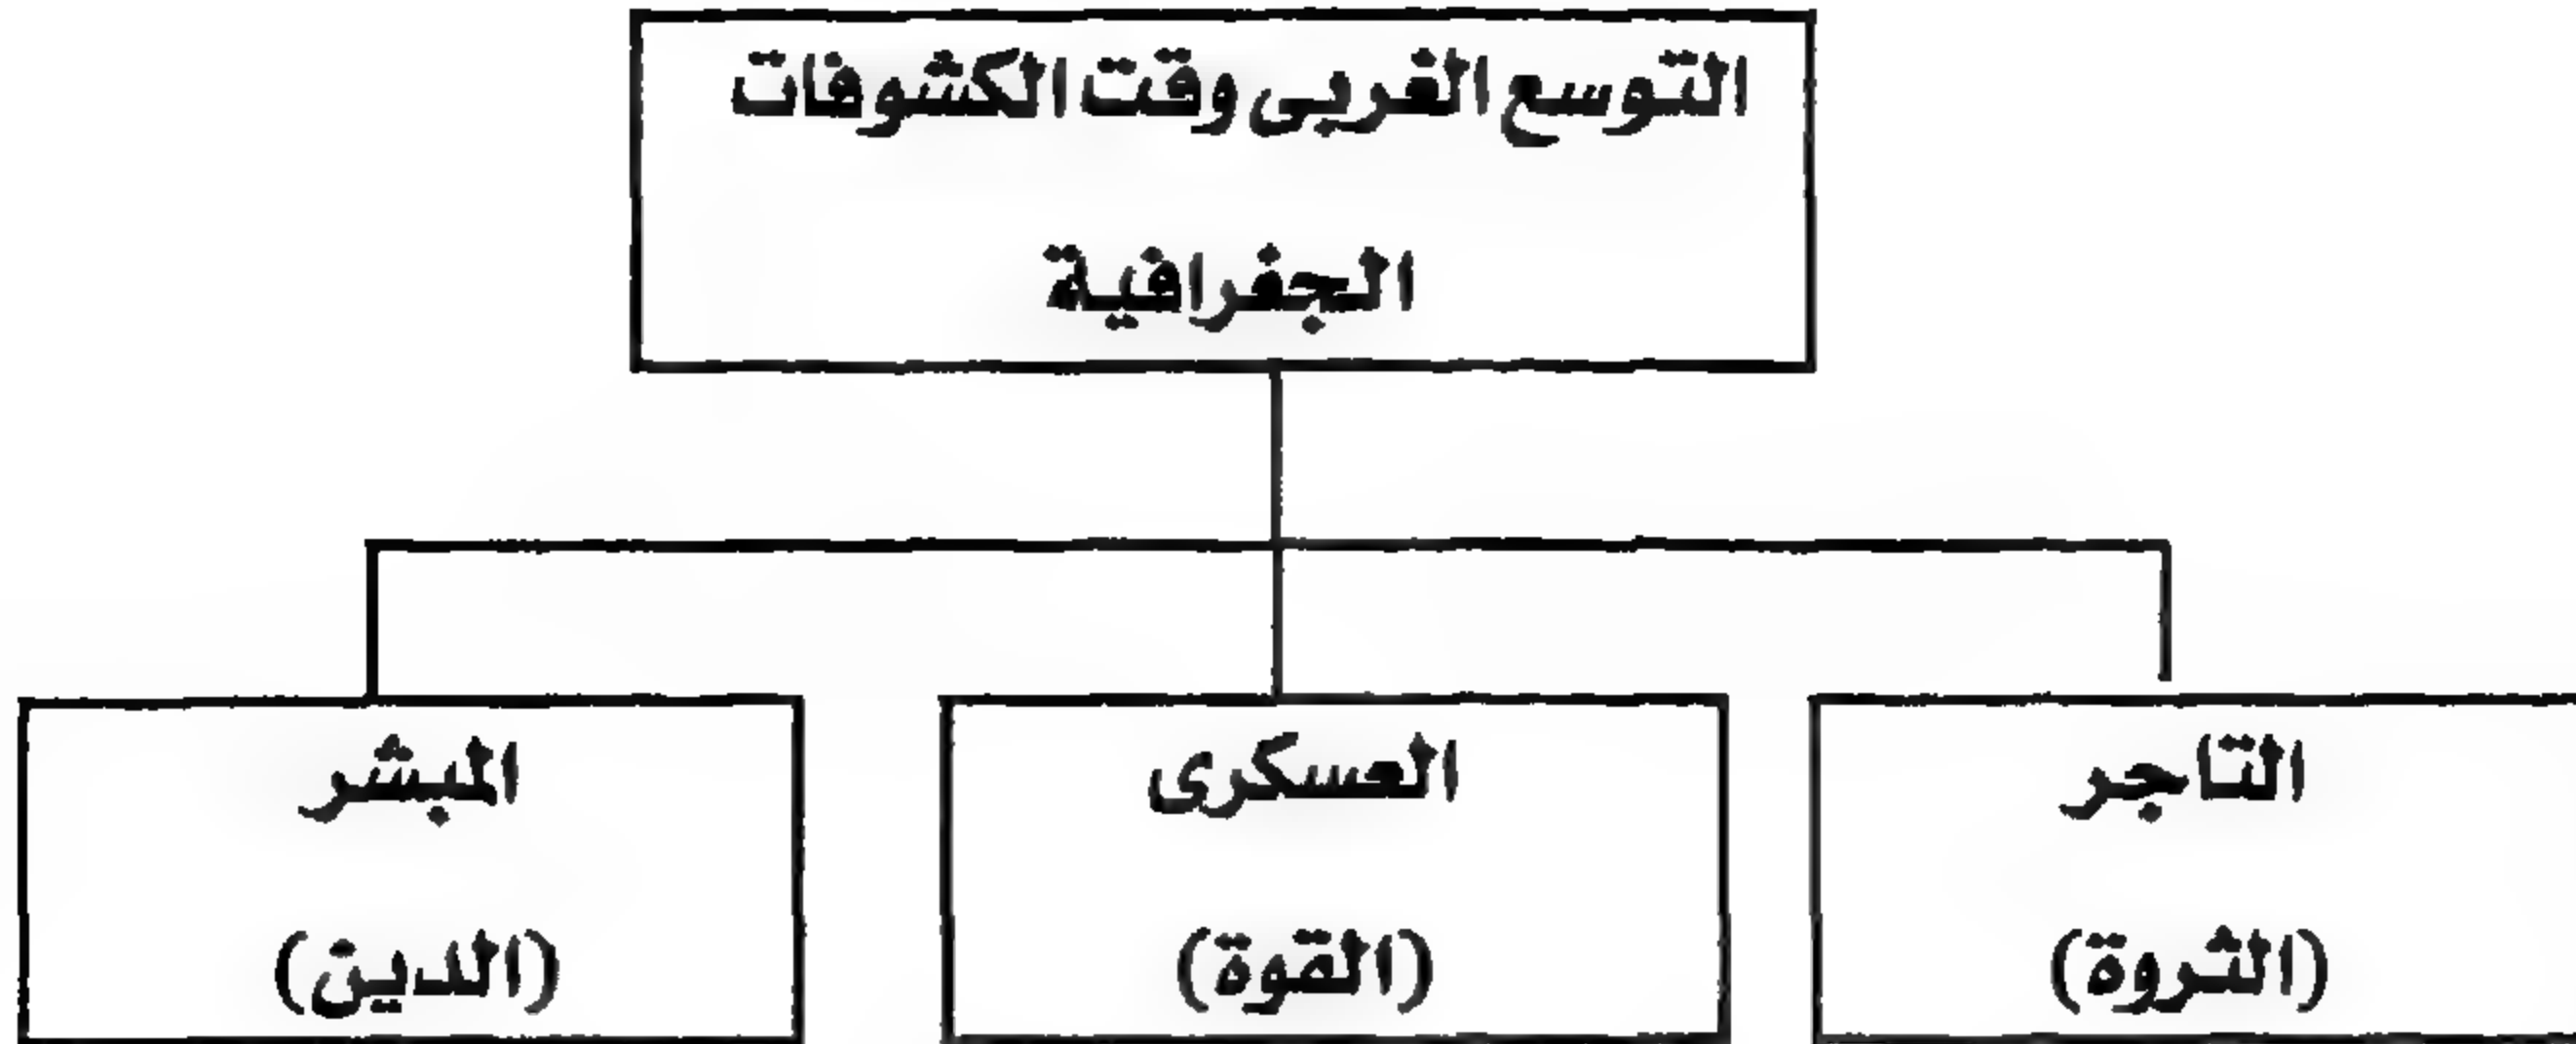 التوسع الغربى وقت الكشوفات
الجغرافية
التاجر
(الثروة)
العسكرى
(القوة)
المبشر
(الدين)